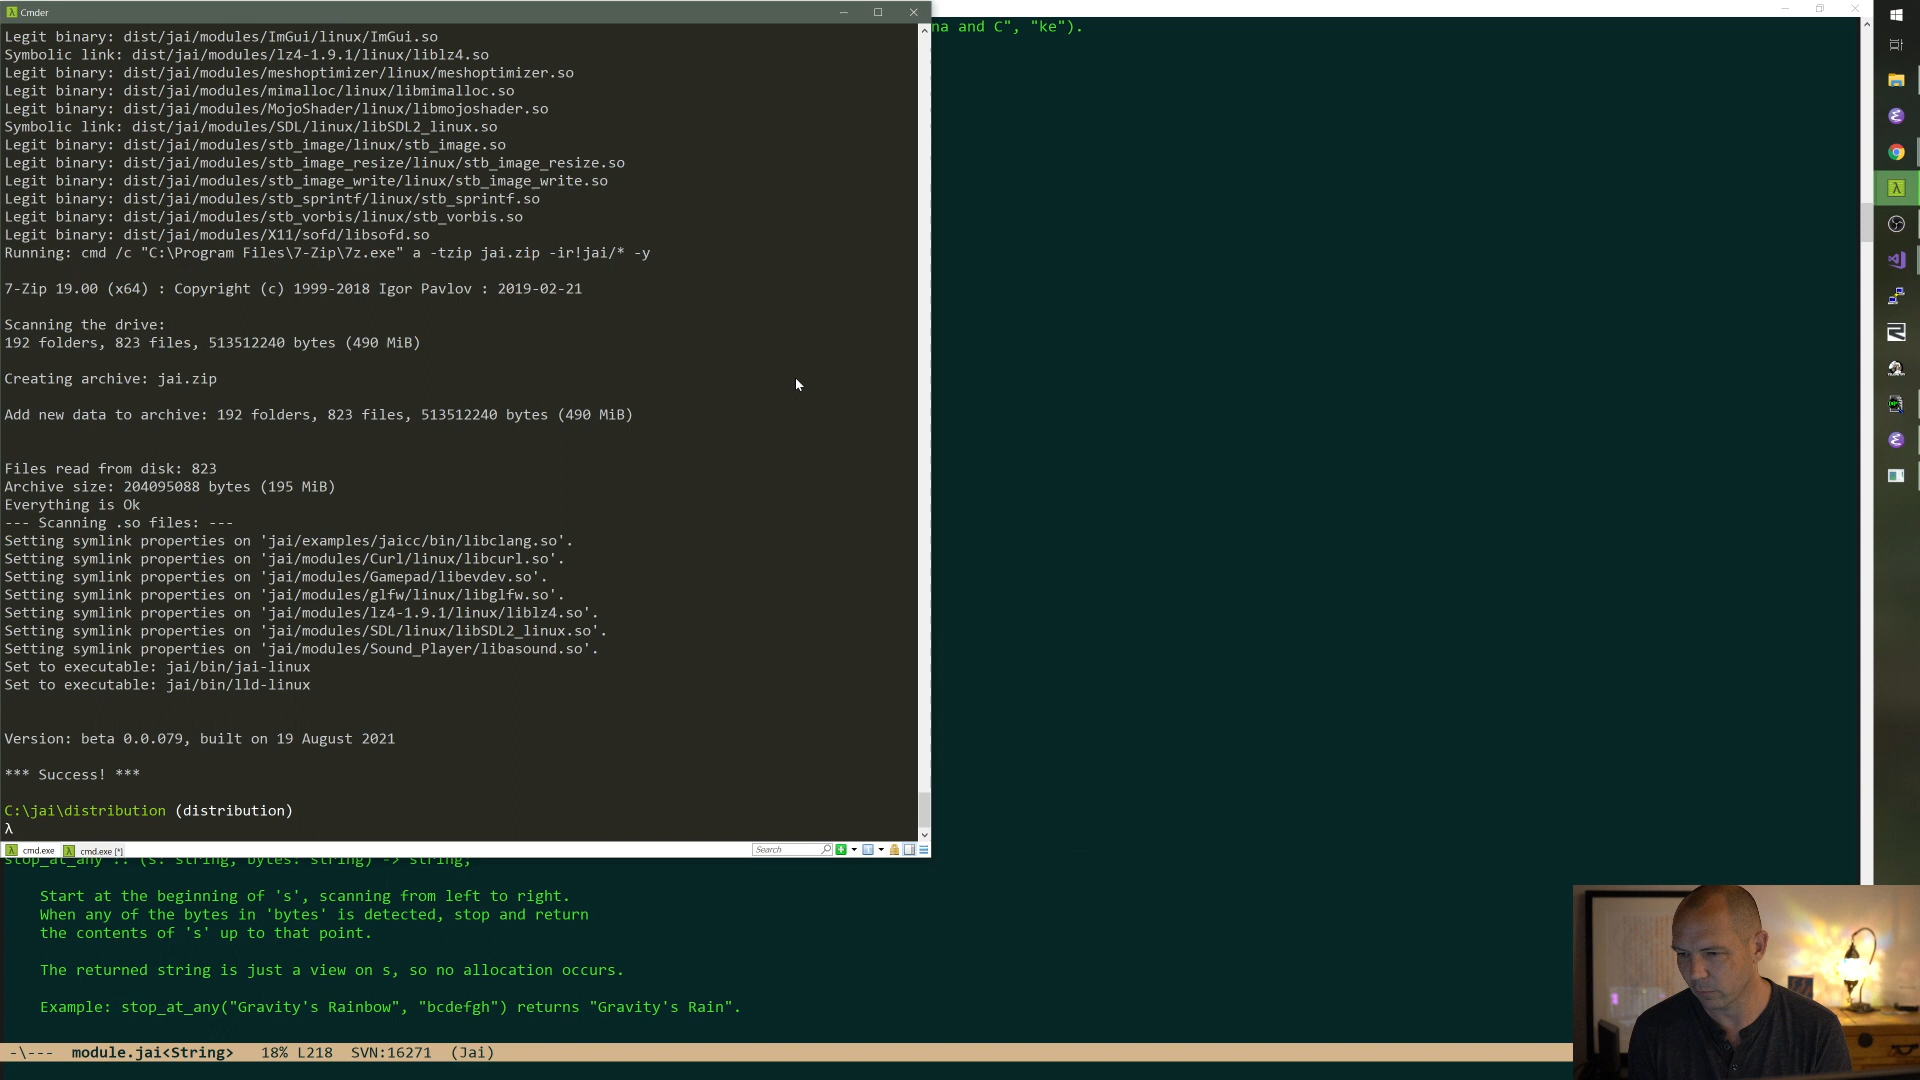 Cmder
Legit binary: dist/jai/modules/ImGui/linux/ImGui.so
Symbolic link: dist/jai/modules/lz4-1.9.1/linux/liblz4.so
Legit binary: dist/jai/modules/meshoptimizer/linux/meshoptimizer.so
Legit binary: dist/jai/modules/mimalloc/linux/libmimalloc.so
Legit binary: dist/jai/modules/MojoShader/linux/libmojoshader.so
Symbolic link: dist/jai/modules/SDL/linux/libSDL2_linux.so
Legit binary: dist/jai/modules/stb_image/linux/stb_image.so
Legit binary: dist/jai/modules/stb_image_resize/linux/stb_image_resize.so
Legit binary: dist/jai/modules/stb_image_write/linux/stb_image_write.so
Legit binary: dist/jai/modules/stb_sprintf/linux/stb_sprintf.so
Legit binary: dist/jai/modules/stb_vorbis/linux/stb_vorbis.so
Legit binary: dist/jai/modules/X11/sofd/libsofd.so
Running: cmd /c "C:\Program Files\7-Zip\7z.exe" a -tzip jai.zip -ir!jai/* -y
7-Zip 19.00 (x64) : Copyright (c) 1999-2018 Igor Pavlov : 2019-02-21
Scanning the drive:
192 folders, 823 files, 513512240 bytes (490 MiB)
Creating archive: jai.zip
Add new data to archive: 192 folders, 823 files, 513512240 bytes (490 MiB)
Files read from disk: 823
Archive size: 204095088 bytes (195 MiB)
Everything is Ok
--- Scanning .so files: ---
Setting symlink properties on 'jai/examples/jaicc/bin/libclang.so'.
Setting symlink properties on 'jai/modules/Curl/linux/libcurl.so'.
Setting symlink properties on 'jai/modules/Gamepad/libevdev.so'.
Setting symlink properties on 'jai/modules/glfw/linux/libglfw.so'.
Setting symlink properties on 'jai/modules/lz4-1.9.1/linux/liblz4.so'.
Setting symlink properties on 'jai/modules/SDL/linux/libSDL2_linux.so'.
Setting symlink properties on 'jai/modules/Sound_Player/libasound.so'.
Set to executable: jai/bin/jai-linux
Set to executable: jai/bin/lld-linux
Version: beta 0.0.079, built on 19 August 2021
*** Success! ***
C:\jai\distribution (distribution)
λ
cmd.exe cmd.exe [*] Search
na and C", "ke").
stop_at_any :: (s: string, bytes: string) -> string;
Start at the beginning of 's', scanning from left to right.
When any of the bytes in 'bytes' is detected, stop and return
the contents of 's' up to that point.
The returned string is just a view on s, so no allocation occurs.
Example: stop_at_any("Gravity's Rainbow", "bcdefgh") returns "Gravity's Rain".
-\--- module.jai<String> 18% L218 SVN:16271 (Jai)